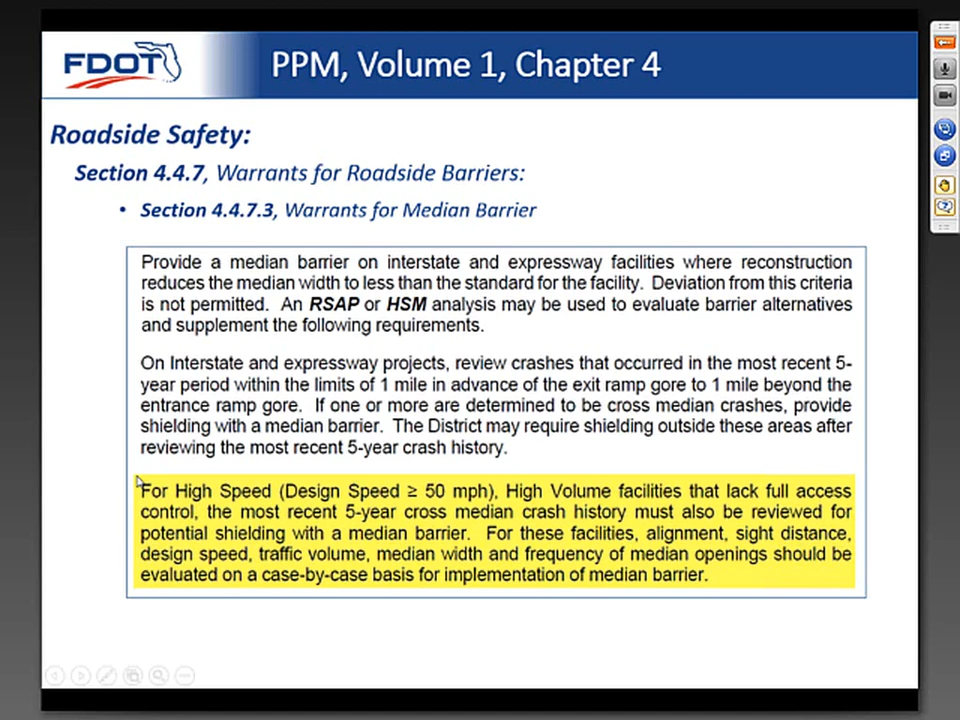 FDOT
PPM, Volume 1, Chapter 4
Roadside Safety:
Section 4.4.7, Warrants for Roadside Barriers:
• Section 4.4.7.3, Warrants for Median Barrier
Provide a median barrier on interstate and expressway facilities where reconstruction
reduces the median width to less than the standard for the facility. Deviation from this criteria
is not permitted. An RSAP or HSM analysis may be used to evaluate barrier alternatives
and supplement the following requirements.
On Interstate and expressway projects, review crashes that occurred in the most recent 5-
year period within the limits of 1 mile in advance of the exit ramp gore to 1 mile beyond the
entrance ramp gore. If one or more are determined to be cross median crashes, provide
shielding with a median barrier. The District may require shielding outside these areas after
reviewing the most recent 5-year crash history.
For High Speed (Design Speed ≥ 50 mph), High Volume facilities that lack full access
control, the most recent 5-year cross median crash history must also be reviewed for
potential shielding with a median barrier. For these facilities, alignment, sight distance,
design speed, traffic volume, median width and frequency of median openings should be
evaluated on a case-by-case basis for implementation of median barrier.